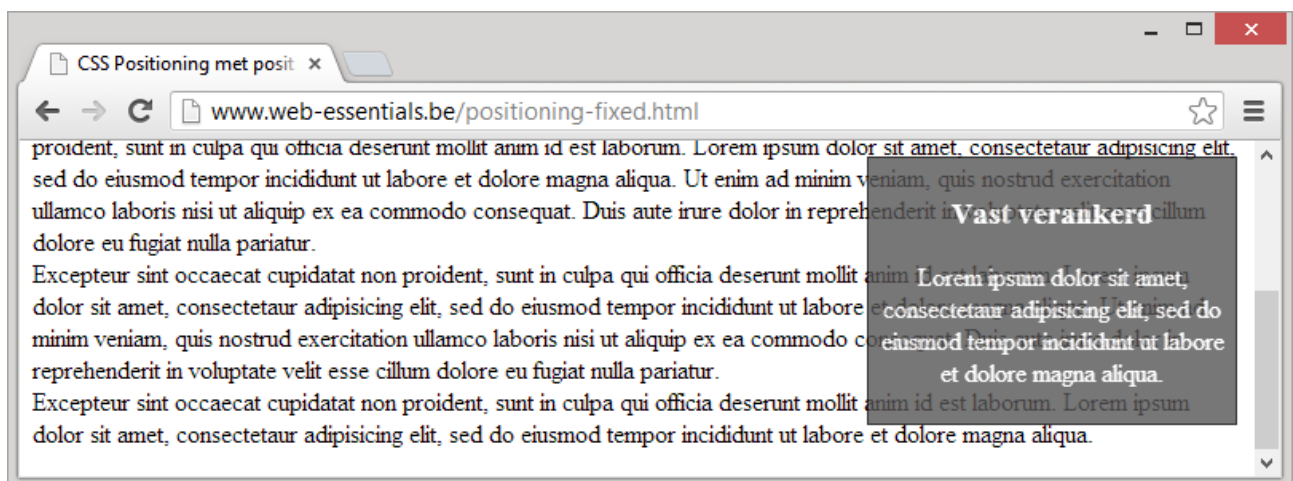 CSS Positioning met posit
www.web-essentials.be/positioning-fixed.html
proident, sunt in culpa qui officia deserunt mollit anim id est laborum. Lorem ipsum dolor sit amet, consectetaur adipisicing elit,
sed do eiusmod tempor incididunt ut labore et dolore magna aliqua. Ut enim ad minim veniam, quis nostrud exercitation
ullamco laboris nisi ut aliquip ex ea commodo consequat. Duis aute irure dolor in reprehenderit in cillum
dolore eu fugiat nulla pariatur.
Excepteur sint occaecat cupidatat non proident, sunt in culpa qui officia deserunt mollit anim
dolor sit amet, consectetaur adipisicing elit, sed do eiusmod tempor incididunt ut labore et
minim veniam, quis nostrud exercitation ullamco laboris nisi ut aliquip ex ea commodo
reprehenderit in voluptate velit esse cillum dolore eu fugiat nulla pariatur.
Excepteur sint occaecat cupidatat non proident, sunt in culpa qui officia deserunt mollit anim id est laborum. Lorem ipsum
dolor sit amet, consectetaur adipisicing elit, sed do eiusmod tempor incididunt ut labore et dolore magna aliqua.
Vast verankerd
Lorem ipsum dolor sit amet,
consectetaur adipisicing elit, sed do
eiusmod tempor incididunt ut labore
et dolore magna aliqua.